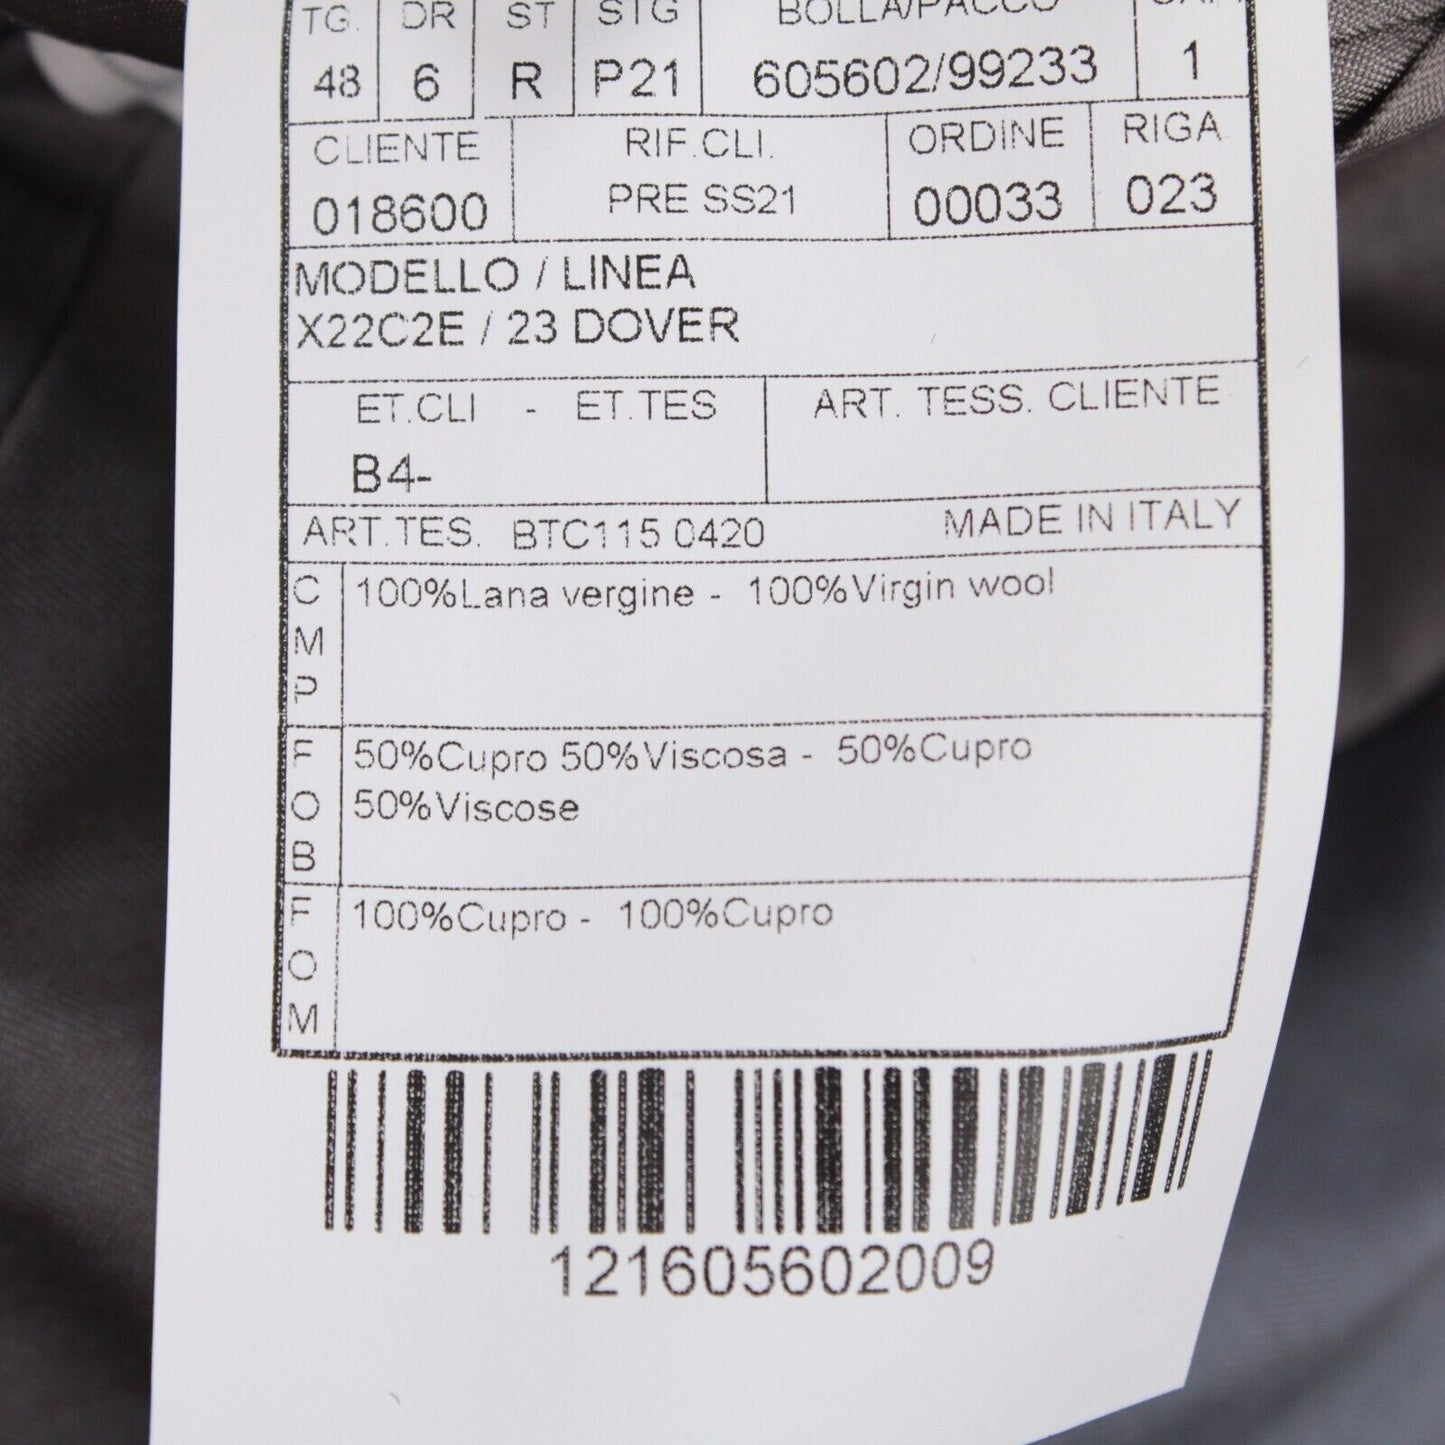 TG. DR ST STG BOLLA/PACCO
48 6 R P21 605602/99233 1
CLIENTE RIF.CLI. ORDINE RIGA
018600 PRE SS21 00033 023
MODELLO / LINEA
X22C2E / 23 DOVER
ET.CLI - ET.TES ART. TESS. CLIENTE
B4-
ART.TES. BTC115 0420 MADE IN ITALY
CMP 100%Lana vergine - 100%Virgin wool
FOB 50%Cupro 50%Viscosa - 50%Cupro
50%Viscose
FOM 100%Cupro - 100%Cupro
121605602009